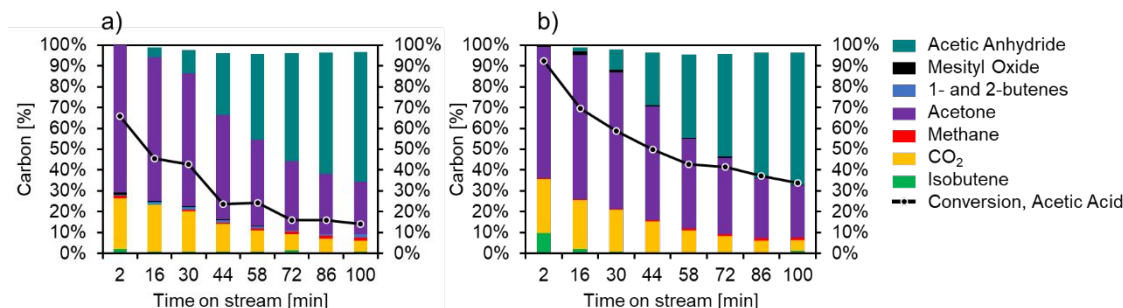 a)
b)
100% 100% 100% 100%
90% 90% 90% 90%
80% 80% 80% 80%
70% 70% 70% 70%
60% 60% 60% 60%
50% 50% 50% 50%
40% 40% 40% 40%
30% 30% 30% 30%
20% 20% 20% 20%
10% 10% 10% 10%
0% 0% 0% 0%
Carbon [%]
Carbon [%]
2 16 30 44 58 72 86 100
2 16 30 44 58 72 86 100
Time on stream [min]
Time on stream [min]
Acetic Anhydride
Mesityl Oxide
1- and 2-butenes
Acetone
Methane
CO₂
Isobutene
Conversion, Acetic Acid